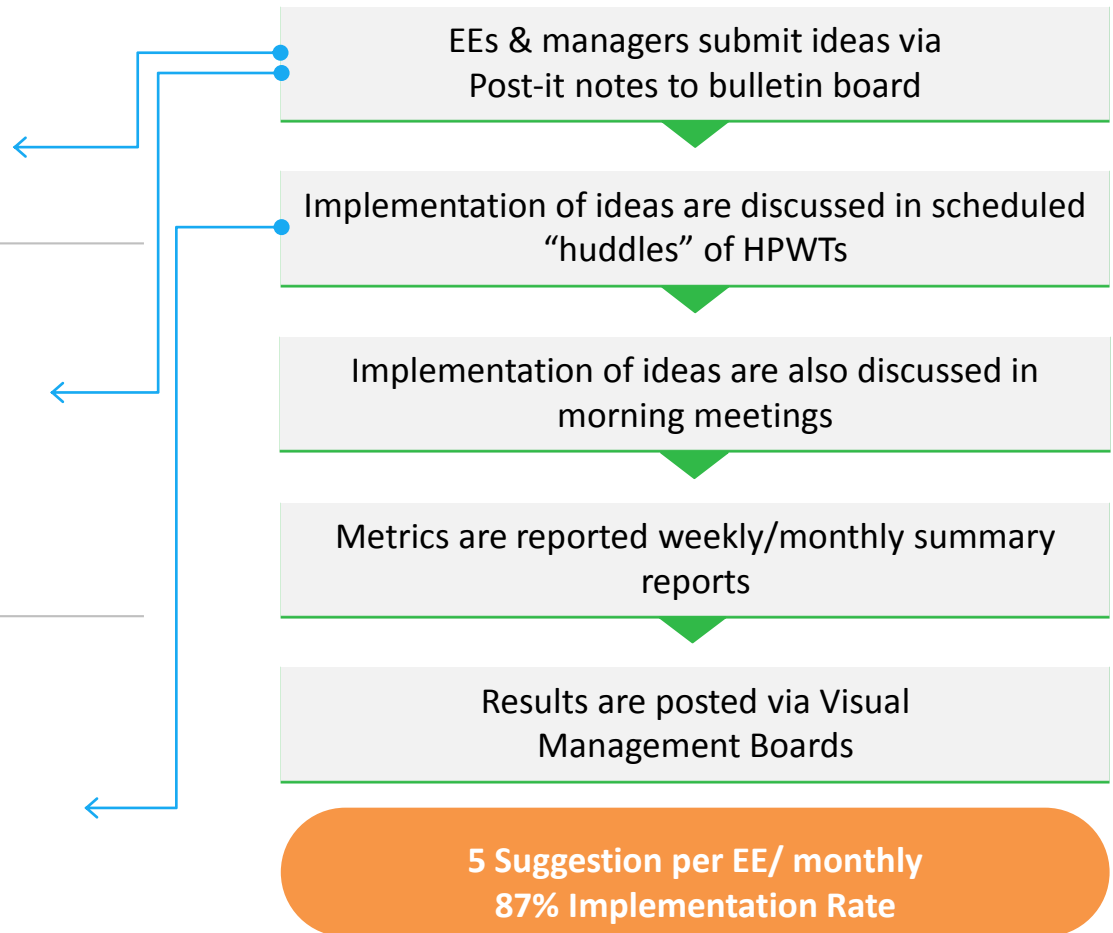 EEs & managers submit ideas via
Post-it notes to bulletin board
Implementation of ideas are discussed in scheduled
“huddles” of HPWTs
Implementation of ideas are also discussed in
morning meetings
Metrics are reported weekly/monthly summary
reports
Results are posted via Visual
Management Boards
5 Suggestion per EE/ monthly
87% Implementation Rate